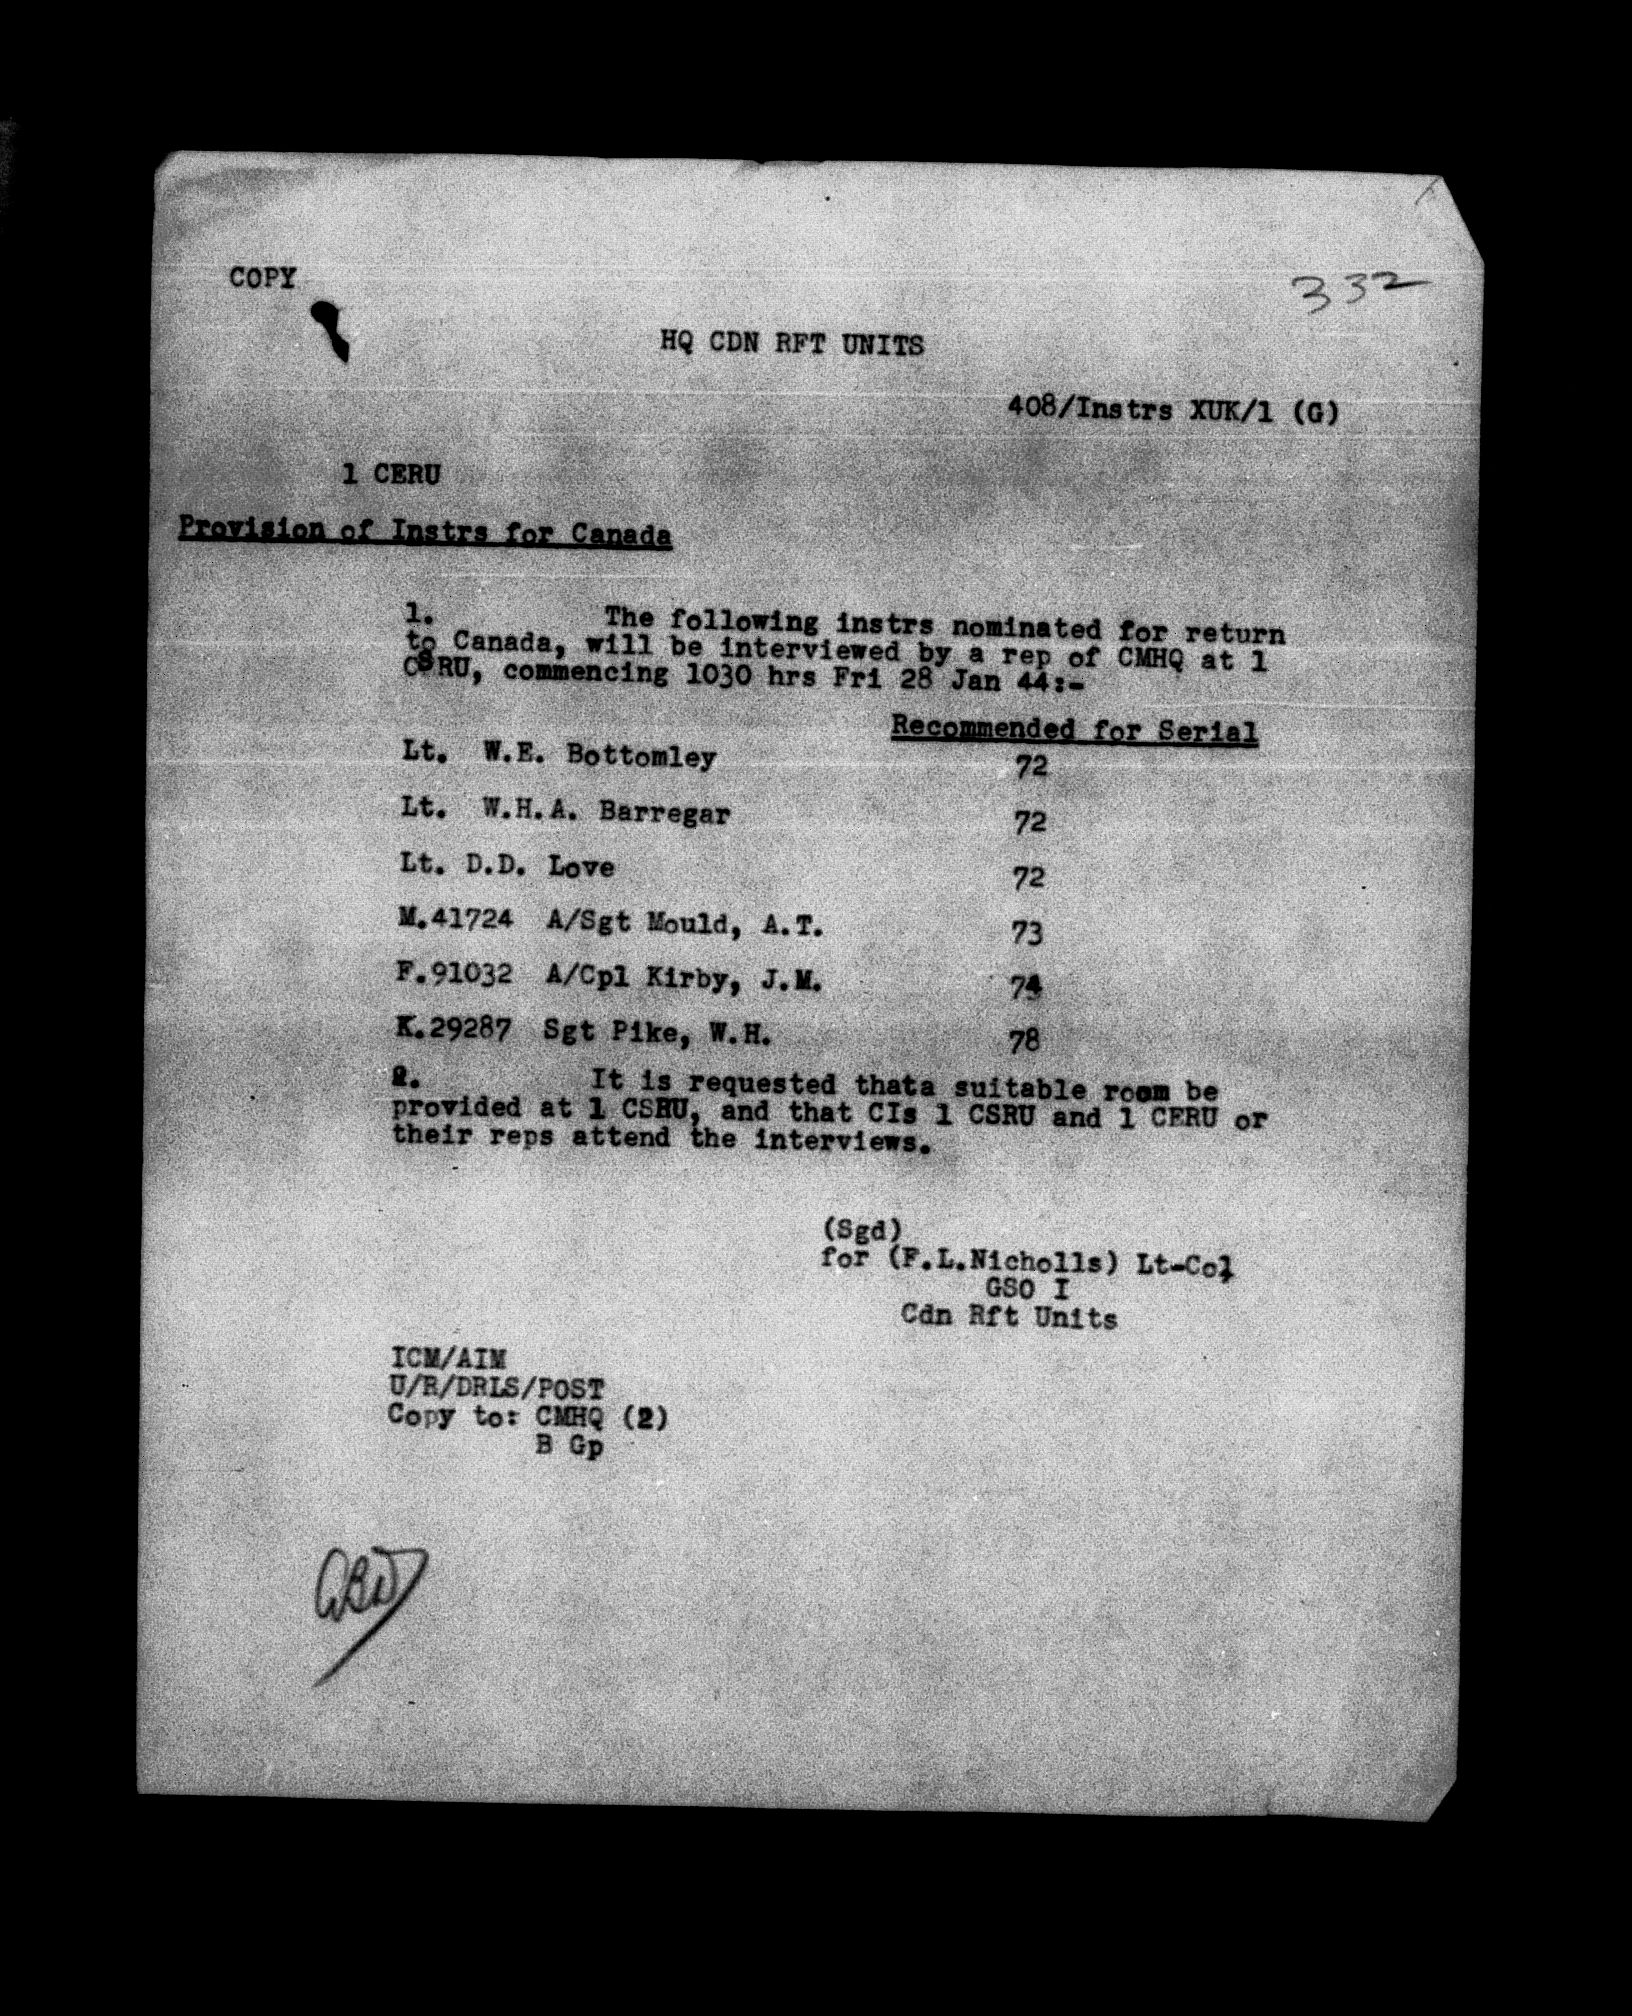 COPY
332
HQ CDN RFT UNITS
408/Instrs XUK/1 (G)
1 CERU
Provision of Instrs for Canada
1. The following instrs nominated for return
to Canada, will be interviewed by a rep of CMHQ at 1
CSRU, commencing 1030 hrs Fri 28 Jan 44:-
Recommended for Serial
Lt. W.E. Bottomley 72
Lt. W.H.A. Barregar 72
Lt. D.D. Love 72
M.41724 A/Sgt Mould, A.T. 73
F.91032 A/Cpl Kirby, J.M. 74
K.29287 Sgt Pike, W.H. 78
2. It is requested thata suitable room be
provided at 1 CSRU, and that CIs 1 CSRU and 1 CERU or
their reps attend the interviews.
(Sgd)
for (F.L.Nicholls) Lt-Col
GSO I
Cdn Rft Units
ICM/AIM
U/R/DRLS/POST
Copy to: CMHQ (2)
B Gp